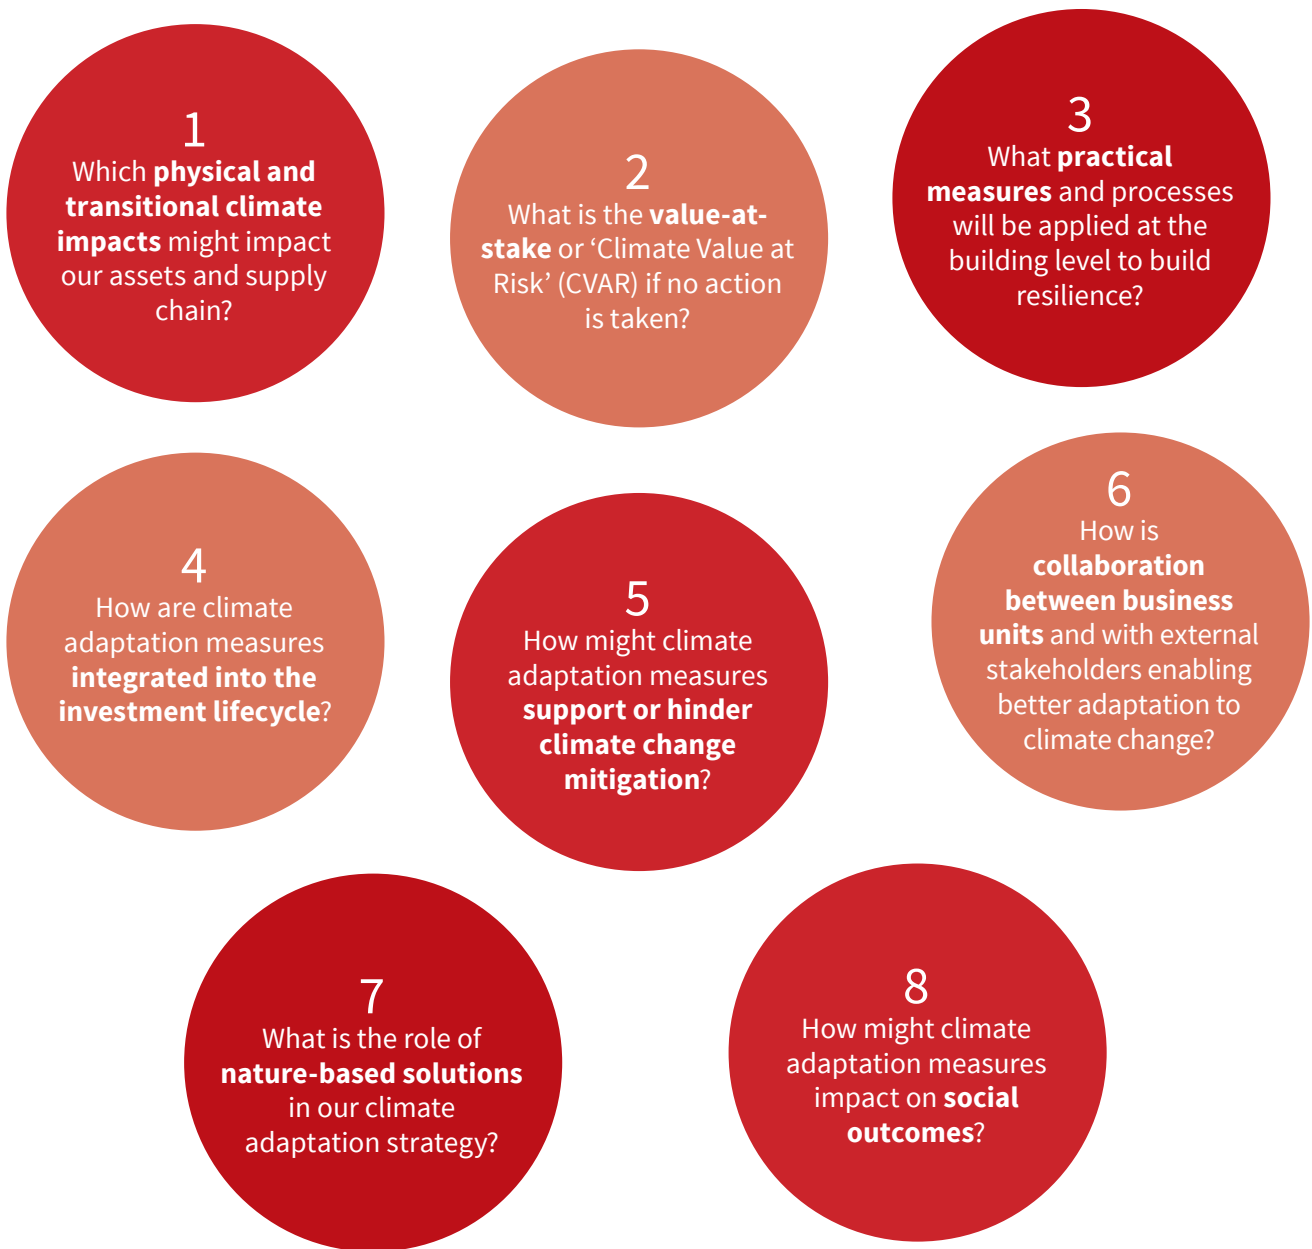 1
Which physical and
transitional climate
impacts might impact
our assets and supply
chain?
2
What is the value-at-
stake or ‘Climate Value at
Risk’ (CVAR) if no action
is taken?
3
What practical
measures and processes
will be applied at the
building level to build
resilience?
4
How are climate
adaptation measures
integrated into the
investment lifecycle?
5
How might climate
adaptation measures
support or hinder
climate change
mitigation?
6
How is
collaboration
between business
units and with external
stakeholders enabling
better adaptation to
climate change?
7
What is the role of
nature-based solutions
in our climate
adaptation strategy?
8
How might climate
adaptation measures
impact on social
outcomes?